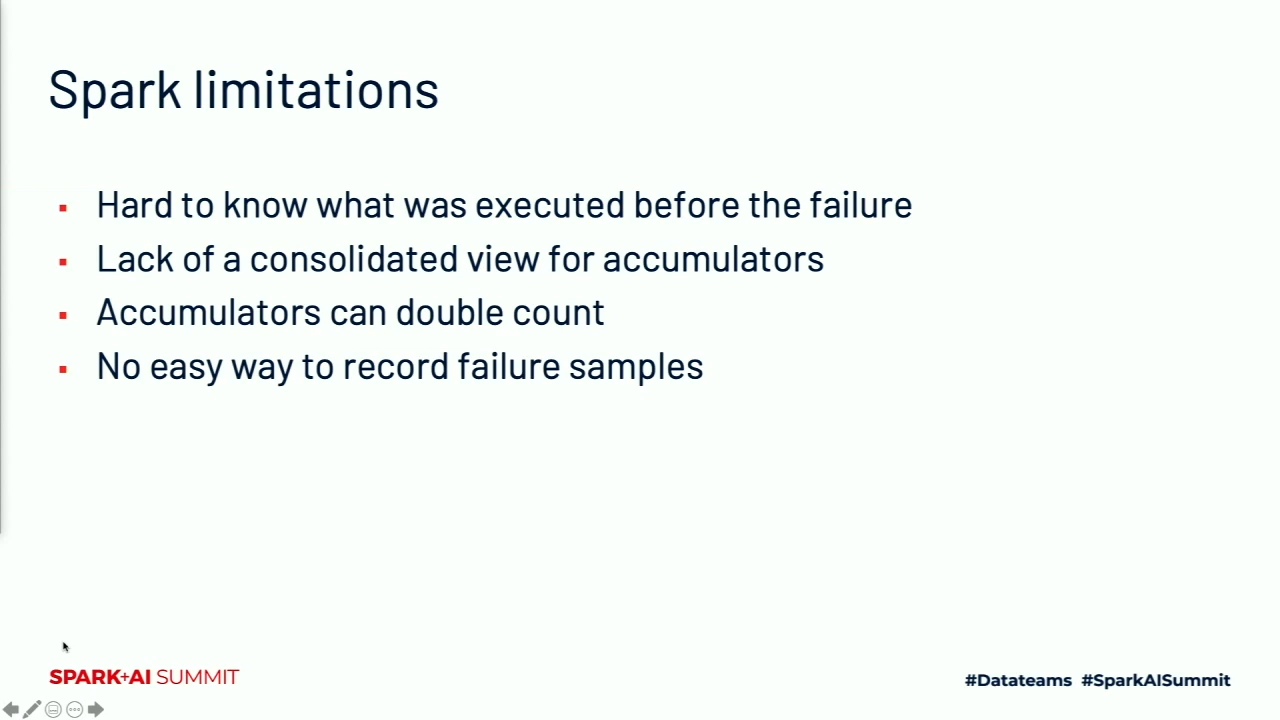 Spark limitations
▪ Hard to know what was executed before the failure
▪ Lack of a consolidated view for accumulators
▪ Accumulators can double count
▪ No easy way to record failure samples
SPARK+AI SUMMIT
#Datateams #SparkAISummit